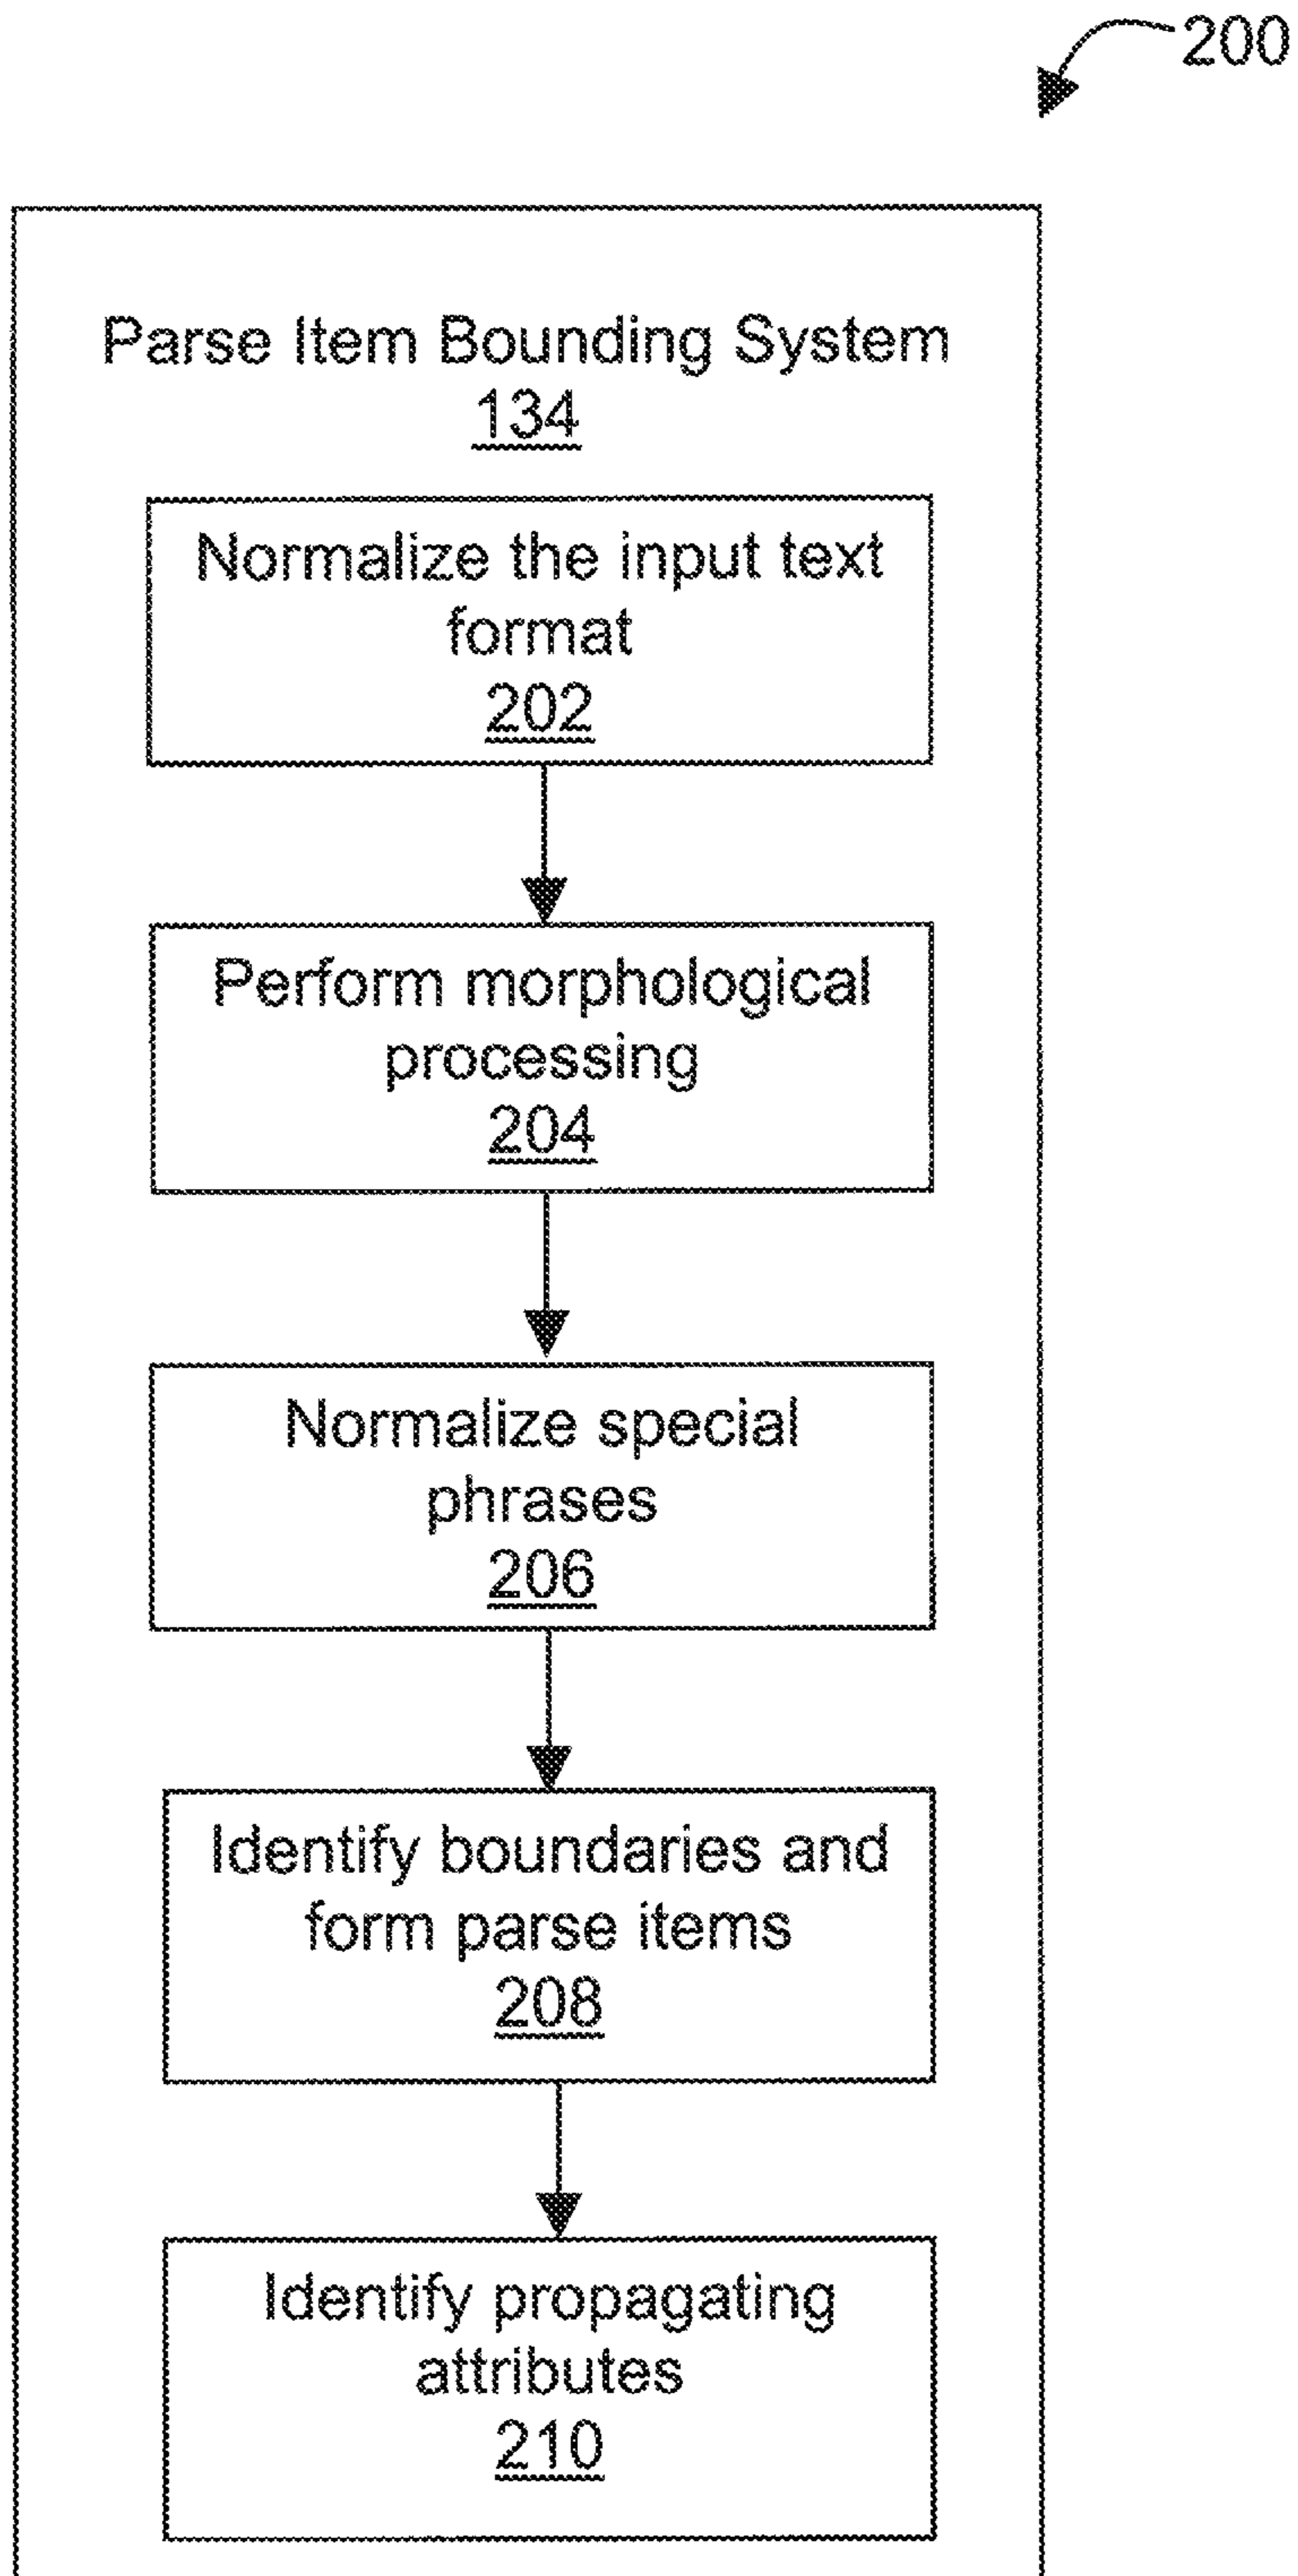 200
Parse Item Bounding System
134
Normalize the input text
format
202
Perform morphological
processing
204
Normalize special
phrases
206
Identify boundaries and
form parse items
208
Identify propagating
attributes
210